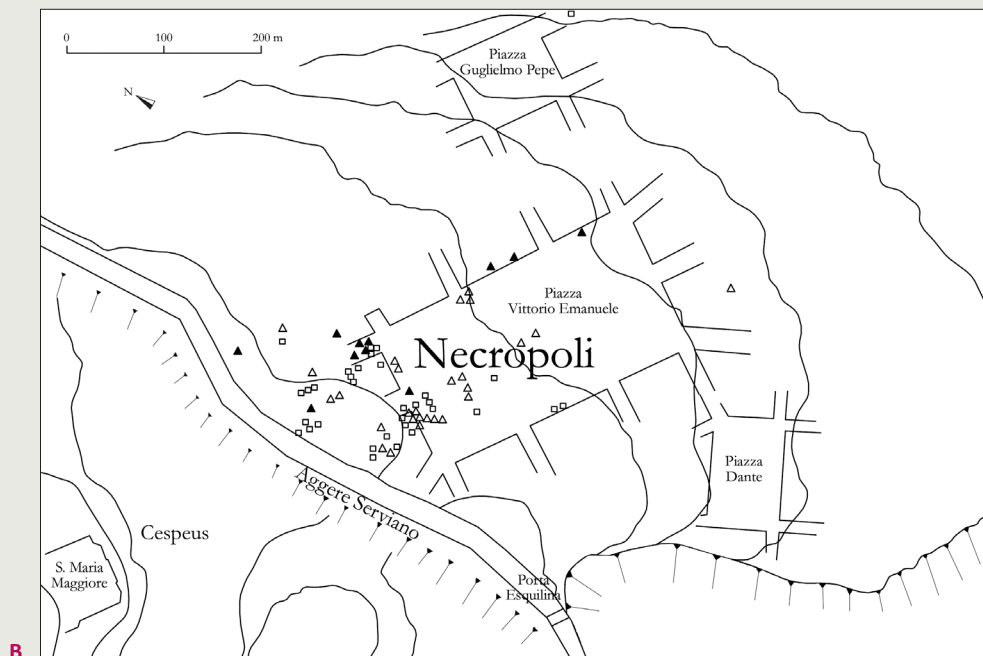 0 100 200 m
N
Piazza
Guglielmo Pepe
Piazza
Vittorio Emanuele
Necropoli
Piazza
Dante
Aggere Serviano
Cespeus
S. Maria
Maggiore
Porta
Esquilina
B